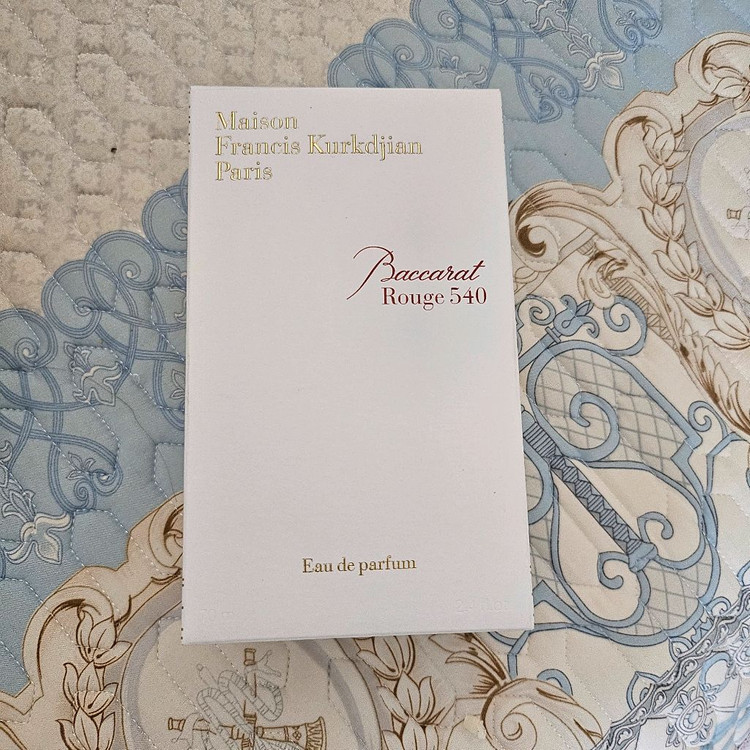 Maison
Francis Kurkdjian
Paris
Baccarat
Rouge 540
Eau de parfum